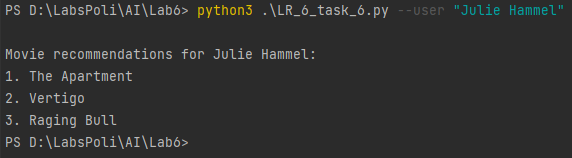 PS D:\LabsPoli\AI\Lab6> python3 .\LR_6_task_6.py --user "Julie Hammel"
Movie recommendations for Julie Hammel:
1. The Apartment
2. Vertigo
3. Raging Bull
PS D:\LabsPoli\AI\Lab6>